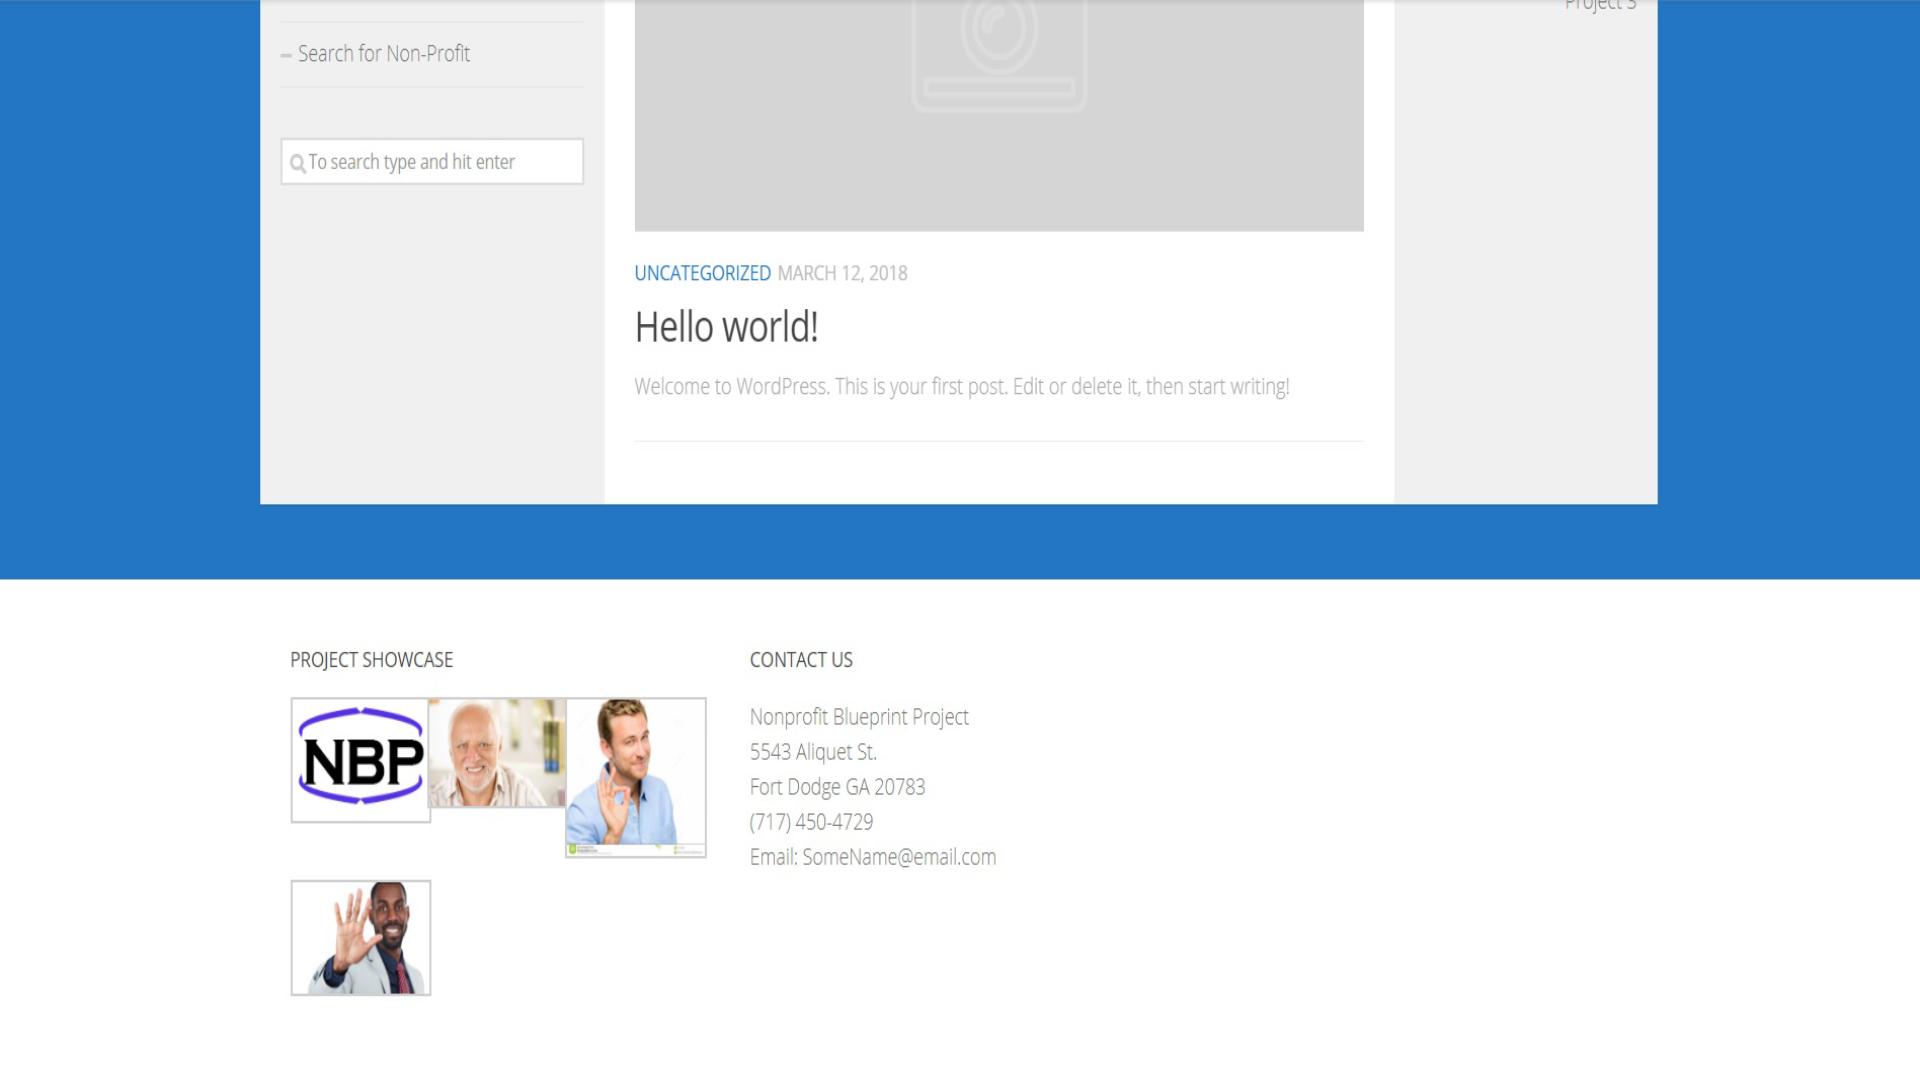 Project 3
– Search for Non-Profit
To search type and hit enter
UNCATEGORIZED MARCH 12, 2018
Hello world!
Welcome to WordPress. This is your first post. Edit or delete it, then start writing!
PROJECT SHOWCASE
NBP
CONTACT US
Nonprofit Blueprint Project
5543 Aliquet St.
Fort Dodge GA 20783
(717) 450-4729
Email: SomeName@email.com